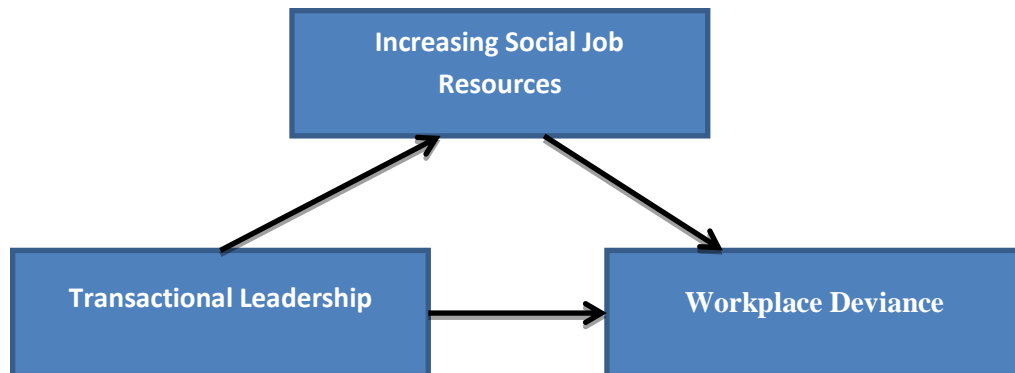 Increasing Social Job
Resources
Transactional Leadership
Workplace Deviance